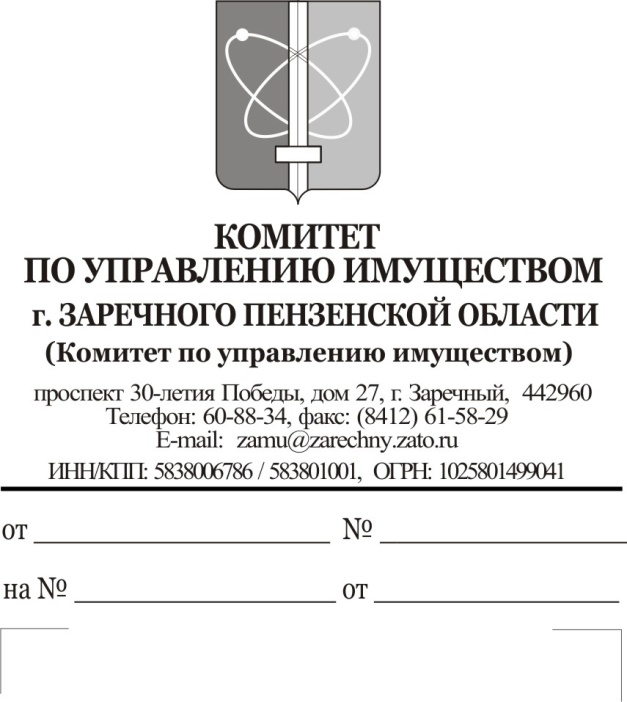 КОМИТЕТ
ПО УПРАВЛЕНИЮ ИМУЩЕСТВОМ
г. ЗАРЕЧНОГО ПЕНЗЕНСКОЙ ОБЛАСТИ
(Комитет по управлению имуществом)
проспект 30-летия Победы, дом 27, г. Заречный, 442960
Телефон: 60-88-34, факс: (8412) 61-58-29
E-mail: zamu@zarechny.zato.ru
ИНН/КПП: 5838006786 / 583801001, ОГРН: 1025801499041
от ______________________ № ____________________
на № ____________________ от ____________________